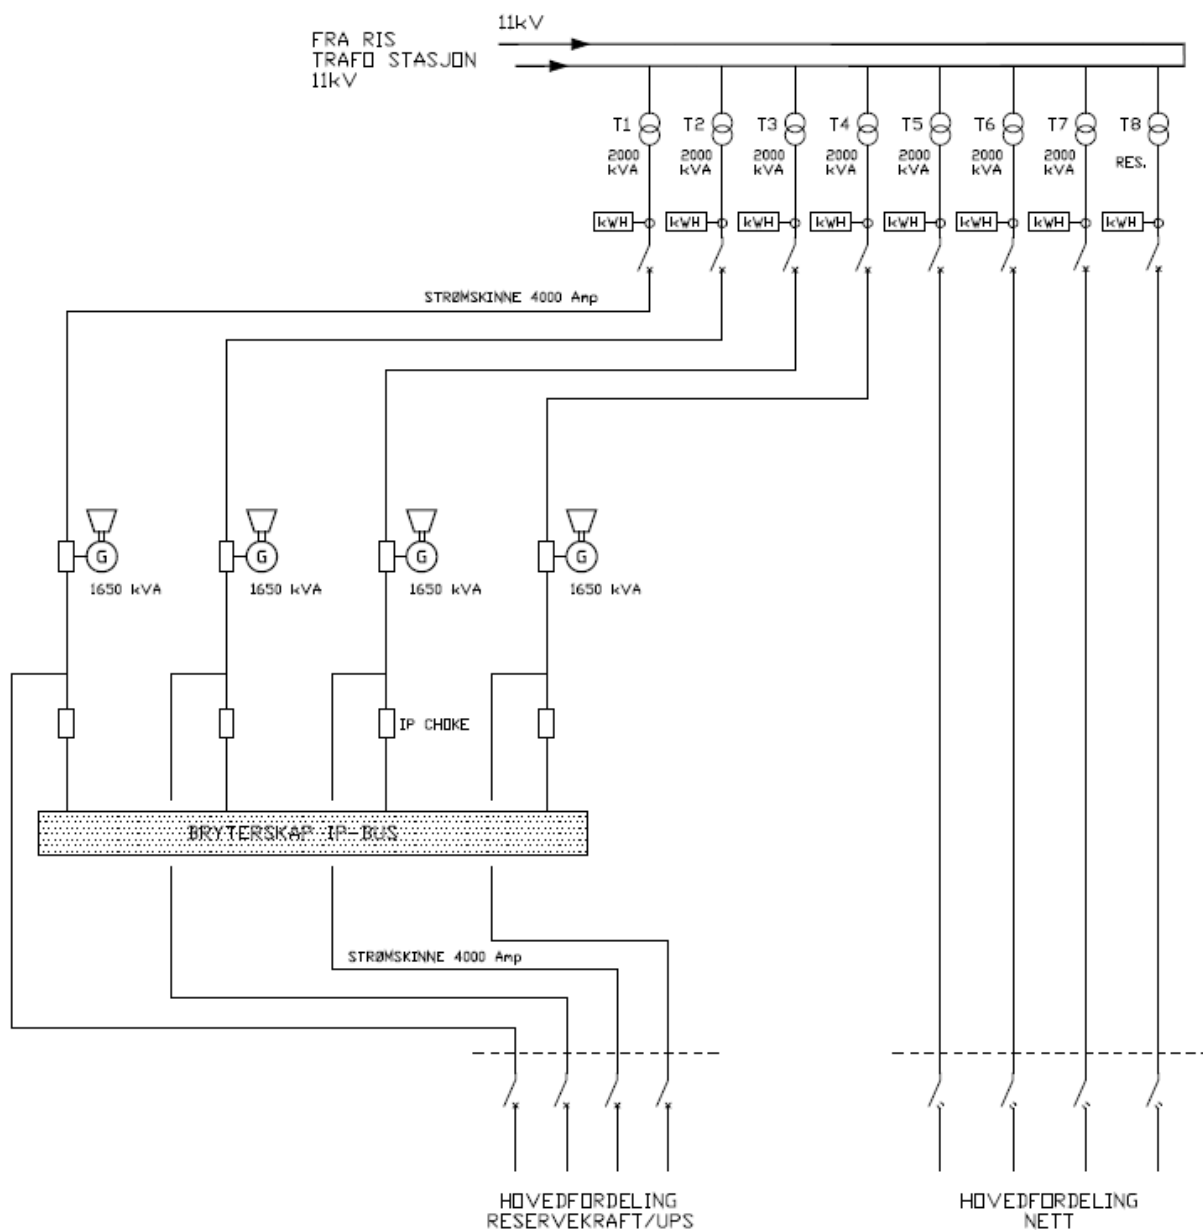 11kV
FRA RIS
TRAFO STASJON
11kV
T1
T2
T3
T4
T5
T6
T7
T8
2000
kVA
2000
kVA
2000
kVA
2000
kVA
2000
kVA
2000
kVA
2000
kVA
RES.
kWH
kWH
kWH
kWH
kWH
kWH
kWH
kWH
STRØMSKINNE 4000 Amp
G
G
G
G
1650 kVA
1650 kVA
1650 kVA
1650 kVA
IP CHOKE
BRYTERSKAP IP-BUS
STRØMSKINNE 4000 Amp
HOVEDFORDELING
RESERVEKRAFT/UPS
HOVEDFORDELING
NETT